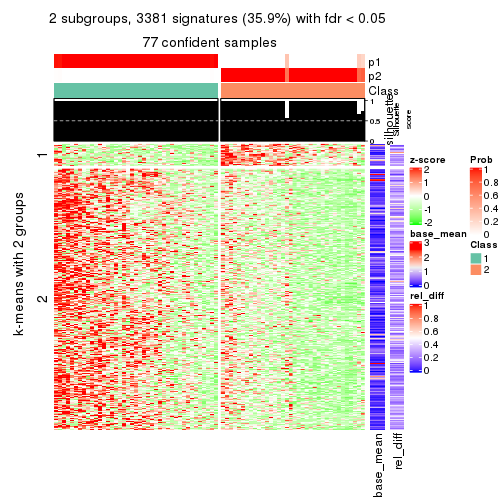 2 subgroups, 3381 signatures (35.9%) with fdr < 0.05
77 confident samples
p1
p2
Class
silhouette
Silhouette
score
1
0.5
0
k-means with 2 groups
1
2
base_mean
rel_diff
z-score
2
1
0
-1
-2
base_mean
3
2
1
0
rel_diff
1
0.8
0.6
0.4
0.2
0
Prob
1
0.8
0.6
0.4
0.2
0
Class
1
2